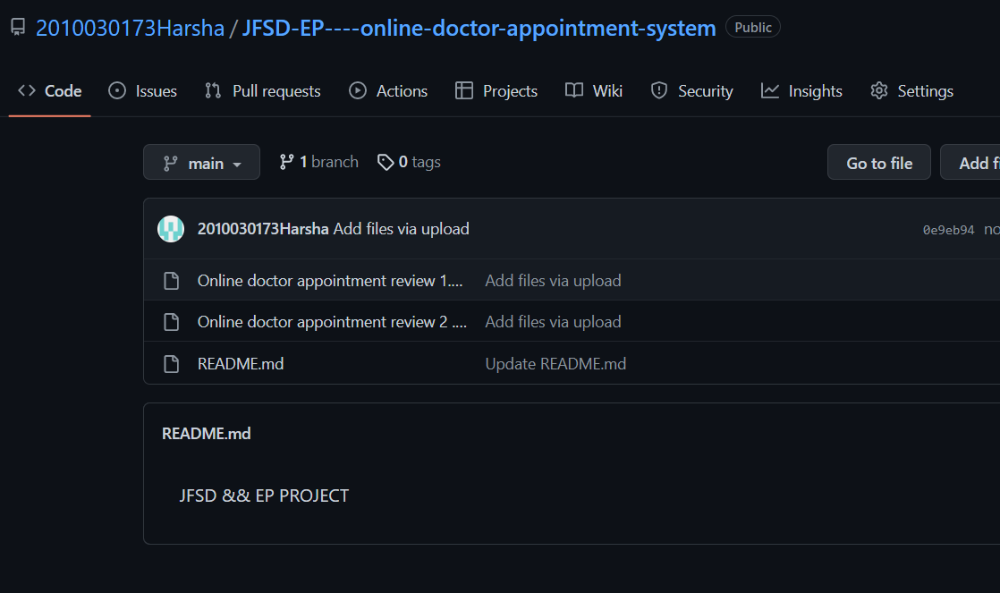 2010030173Harsha / JFSD-EP----online-doctor-appointment-system Public
Code Issues Pull requests Actions Projects Wiki Security Insights Settings
main 1 branch 0 tags Go to file Add fi
2010030173Harsha Add files via upload 0e9eb94 no
Online doctor appointment review 1.... Add files via upload
Online doctor appointment review 2 .... Add files via upload
README.md Update README.md
README.md
JFSD && EP PROJECT